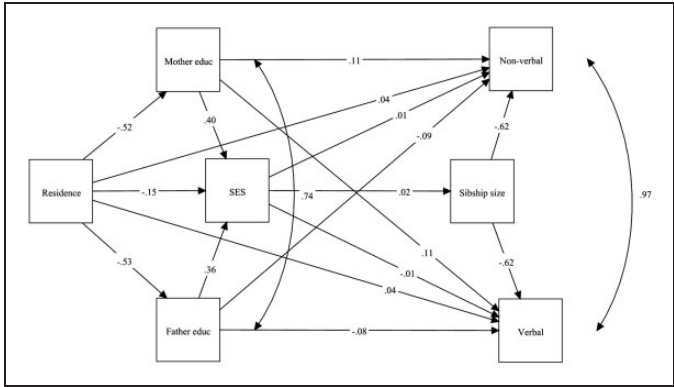 Mother educ
Non-verbal
.11
.04
.40
.01
-.52
-.09
-.62
Residence
-.15
SES
.02
Sibship size
.74
.97
-.53
.36
.11
-.01
-.62
.04
Father educ
-.08
Verbal